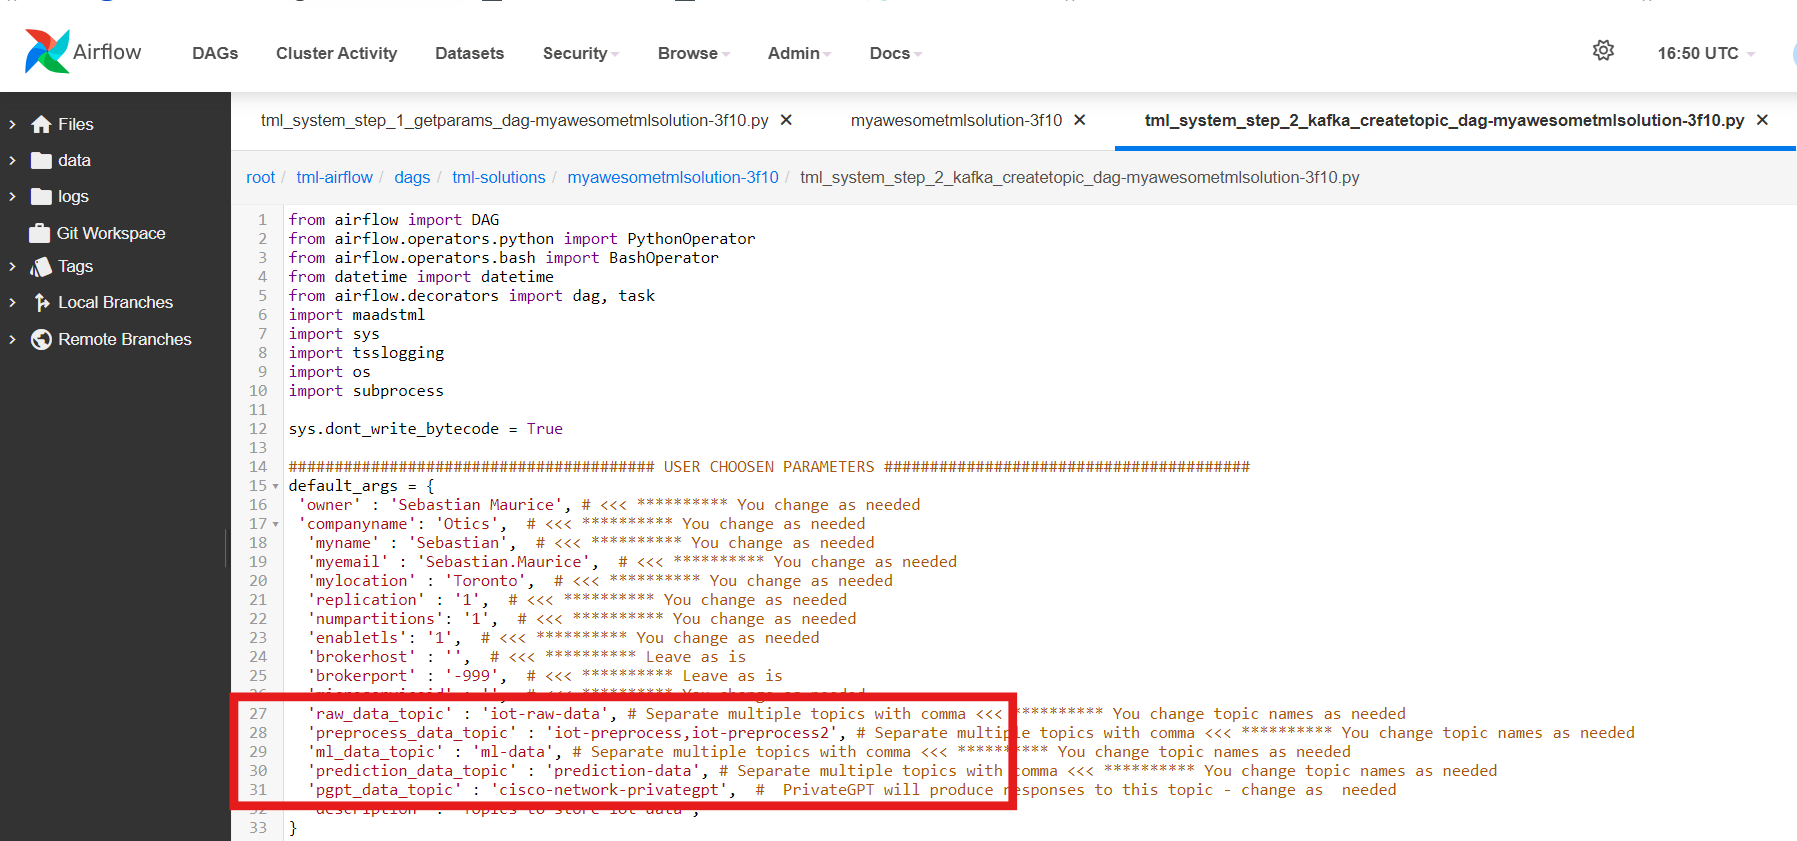 Airflow DAGs Cluster Activity Datasets Security Browse Admin Docs 16:50 UTC
Files
data
logs
Git Workspace
Tags
Local Branches
Remote Branches
tml_system_step_1_getparams_dag-myawesometmlsolution-3f10.py myawesometmlsolution-3f10 tml_system_step_2_kafka_createtopic_dag-myawesometmlsolution-3f10.py
root / tml-airflow / dags / tml-solutions / myawesometmlsolution-3f10 / tml_system_step_2_kafka_createtopic_dag-myawesometmlsolution-3f10.py
1 from airflow import DAG
2 from airflow.operators.python import PythonOperator
3 from airflow.operators.bash import BashOperator
4 from datetime import datetime
5 from airflow.decorators import dag, task
6 import maadstml
7 import sys
8 import tsslogging
9 import os
10 import subprocess
11
12 sys.dont_write_bytecode = True
13
14 ######################################## USER CHOOSEN PARAMETERS ########################################
15 default_args = {
16 'owner' : 'Sebastian Maurice', # <<< ********** You change as needed
17 'companyname': 'Otics', # <<< ********** You change as needed
18 'myname' : 'Sebastian', # <<< ********** You change as needed
19 'myemail' : 'Sebastian.Maurice', # <<< ********** You change as needed
20 'mylocation' : 'Toronto', # <<< ********** You change as needed
21 'replication' : '1', # <<< ********** You change as needed
22 'numpartitions': '1', # <<< ********** You change as needed
23 'enabletls': '1', # <<< ********** You change as needed
24 'brokerhost' : '', # <<< ********** Leave as is
25 'brokerport' : '-999', # <<< ********** Leave as is
26 'microserviceid' : '', # <<< ********** You change as needed
27 'raw_data_topic' : 'iot-raw-data', # Separate multiple topics with comma <<< ********** You change topic names as needed
28 'preprocess_data_topic' : 'iot-preprocess,iot-preprocess2', # Separate multiple topics with comma <<< ********** You change topic names as needed
29 'ml_data_topic' : 'ml-data', # Separate multiple topics with comma <<< ********** You change topic names as needed
30 'prediction_data_topic' : 'prediction-data', # Separate multiple topics with comma <<< ********** You change topic names as needed
31 'pgpt_data_topic' : 'cisco-network-privategpt', # PrivateGPT will produce responses to this topic - change as needed
32 'description' : 'Topics to store iot data',
33 }